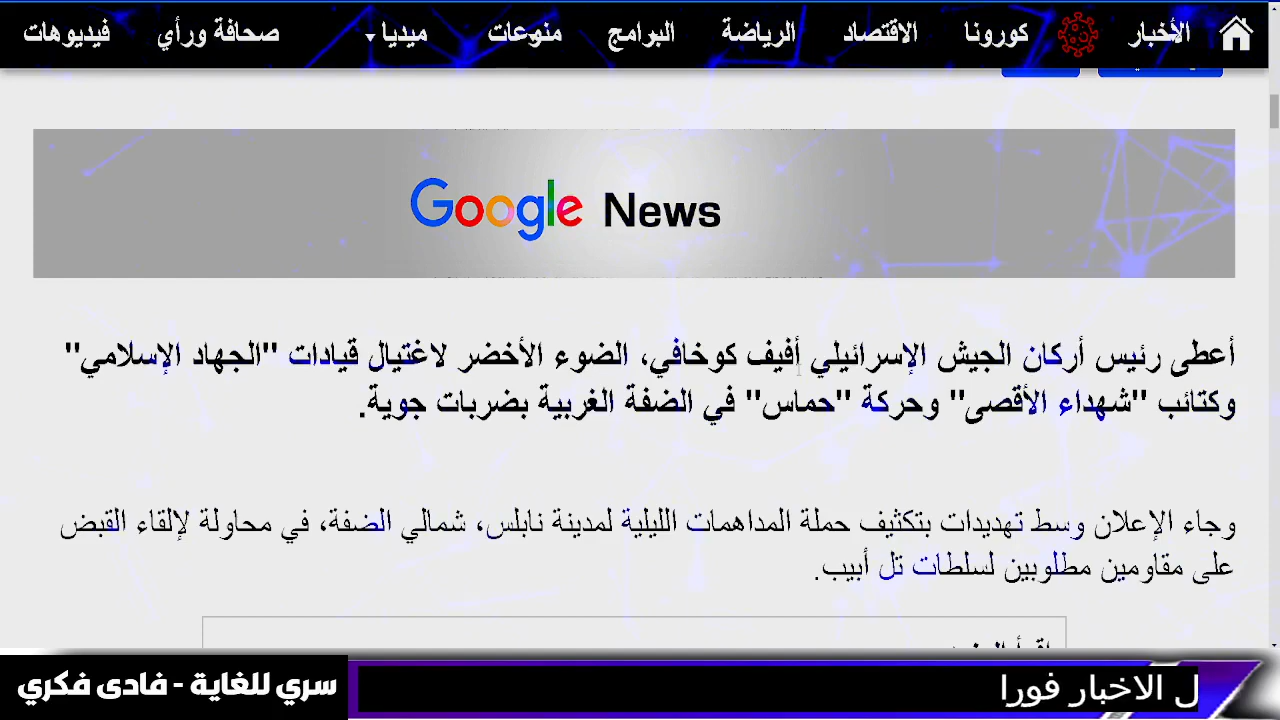 الأخبار كورونا الاقتصاد الرياضة البرامج منوعات ميديا صحافة ورأي فيديوهات
Google News
أعطى رئيس أركان الجيش الإسرائيلي أفيف كوخافي، الضوء الأخضر لاغتيال قيادات "الجهاد الإسلامي"
وكتائب "شهداء الأقصى" وحركة "حماس" في الضفة الغربية بضربات جوية.
وجاء الإعلان وسط تهديدات بتكثيف حملة المداهمات الليلية لمدينة نابلس، شمالي الضفة، في محاولة لإلقاء القبض
على مقاومين مطلوبين لسلطات تل أبيب.
ل الاخبار فورا
سري للغاية - فادى فكري